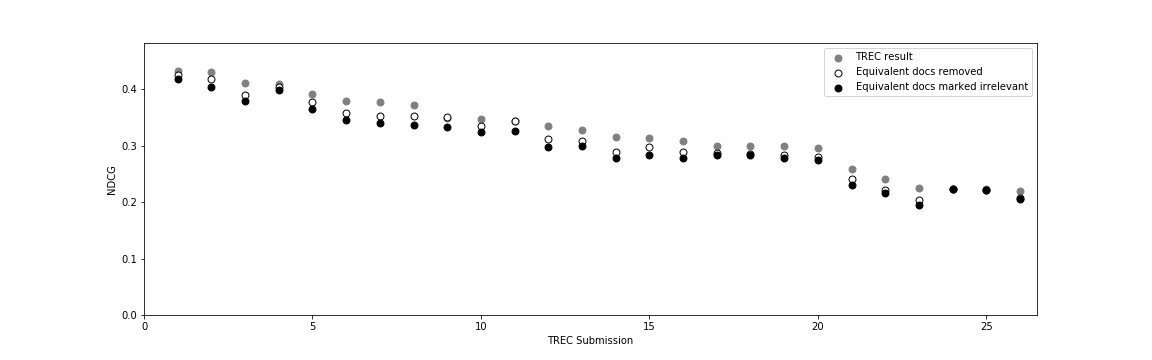 TREC result
Equivalent docs removed
Equivalent docs marked irrelevant
NDCG
0.4
0.3
0.2
0.1
0.0
0 5 10 15 20 25
TREC Submission